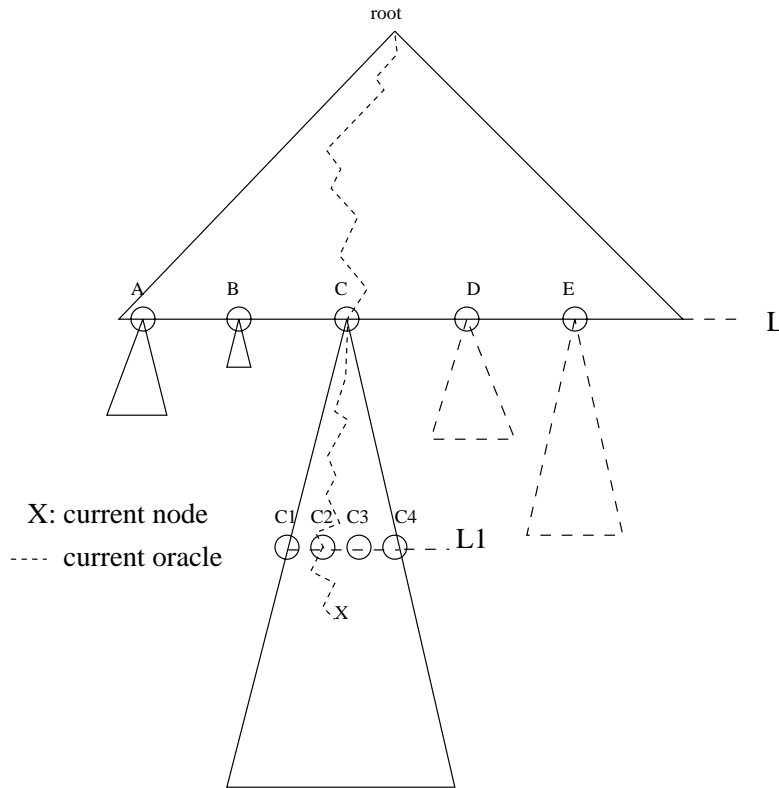 root
A B C D E
L
C1 C2 C3 C4
X: current node
L1
current oracle
X